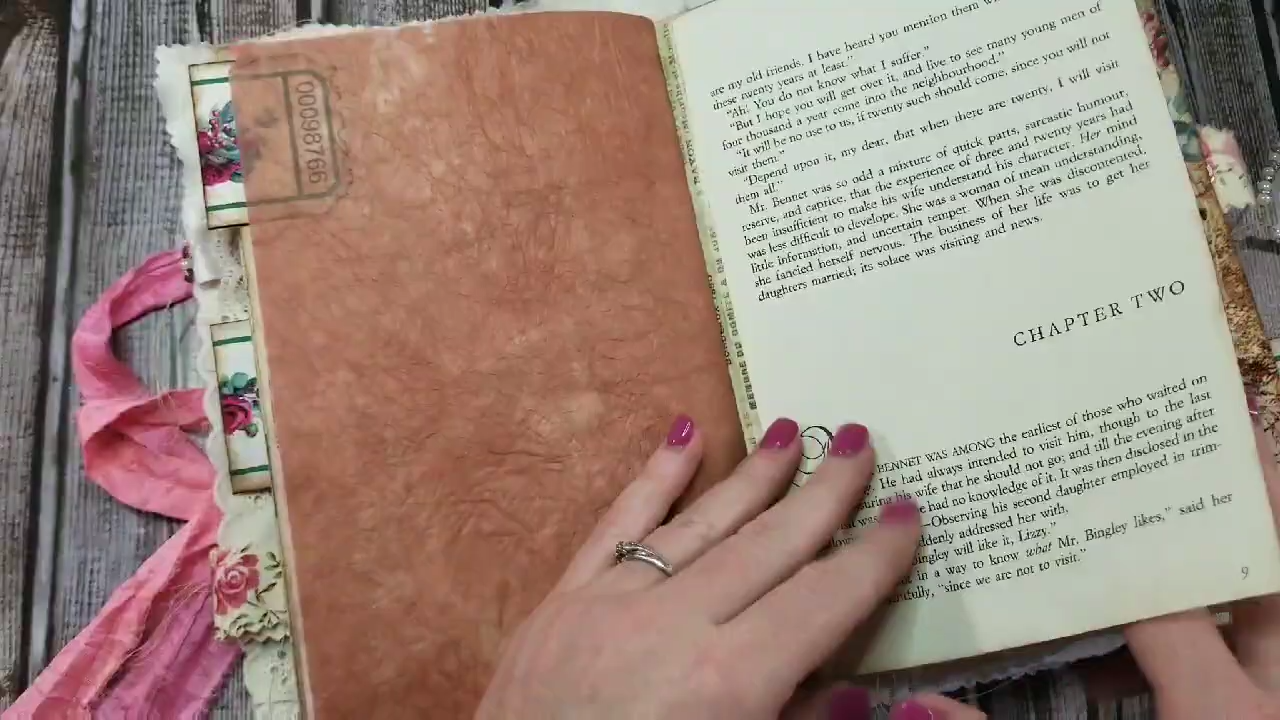 00098766
are my old friends. I have heard you mention them
these twenty years at least."
"Ah! You do not know what I suffer."
"But I hope you will get over it, and live to see many young men of
four thousand a year come into the neighbourhood."
"It will be no use to us, if twenty such should come, since you will not
visit them."
"Depend upon it, my dear, that when there are twenty, I will visit
them all."
Mr. Bennet was so odd a mixture of quick parts, sarcastic humour,
reserve, and caprice, that the experience of three and twenty years had
been insufficient to make his wife understand his character. Her mind
was less difficult to develope. She was a woman of mean understanding,
little information, and uncertain temper. When she was discontented,
she fancied herself nervous. The business of her life was to get her
daughters married; its solace was visiting and news.
CHAPTER TWO
BENNET WAS AMONG the earliest of those who waited on
He had always intended to visit him, though to the last
his wife that he should not go; and till the evening after
had no knowledge of it. It was then disclosed in the
—Observing his second daughter employed in trim-
addressed her with,
will like it, Lizzy."
in a way to know what Mr. Bingley likes," said her
"since we are not to visit."
9